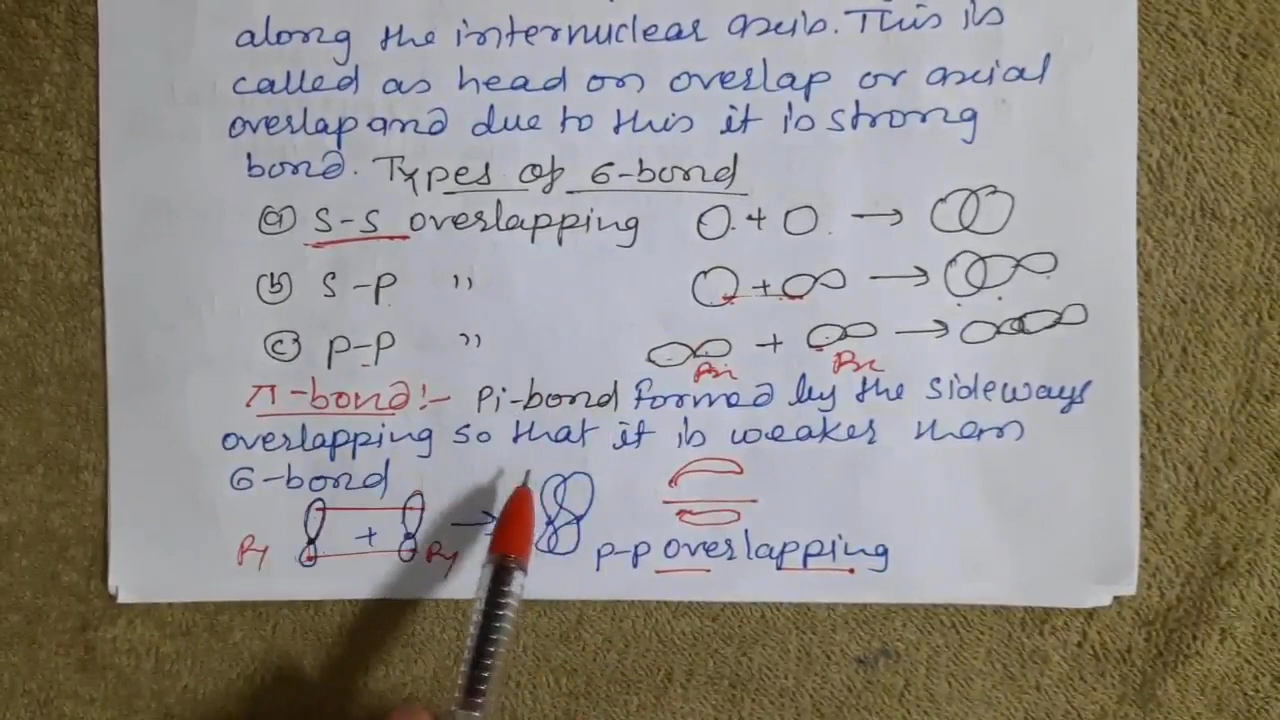 along the internuclear axis. This is
called as head on overlap or axial
overlap and due to this it is strong
bond. Types of σ-bond
(a) S-S overlapping + →
(b) S-P " + →
(c) P-P " + →
Px Px
π-bond:- Pi-bond formed by the sideways
overlapping so that it is weaker than
σ-bond
Py + Py → P-P overlapping